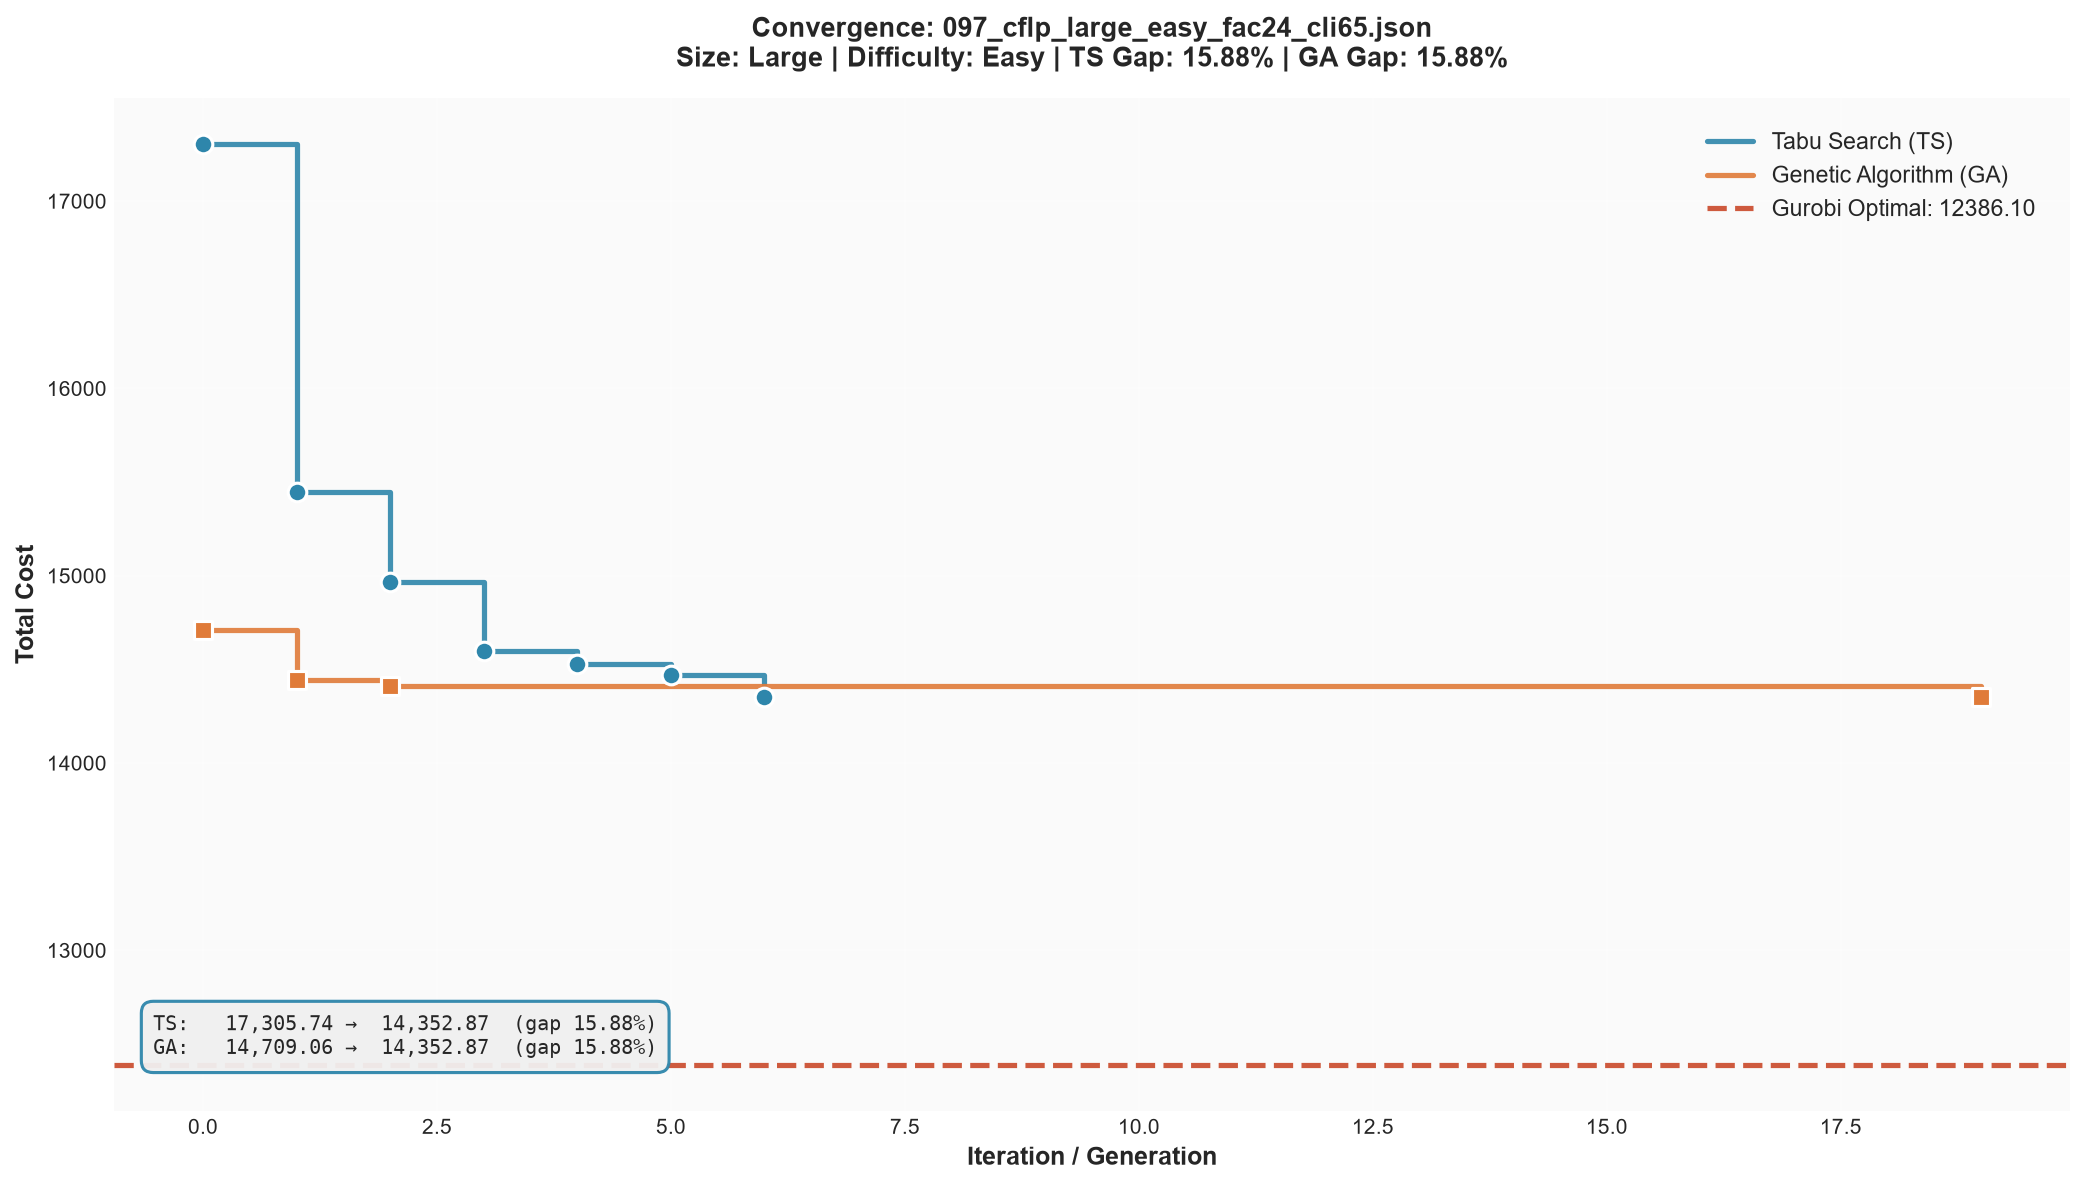 Convergence: 097_cflp_large_easy_fac24_cli65.json
Size: Large | Difficulty: Easy | TS Gap: 15.88% | GA Gap: 15.88%
Tabu Search (TS)
Genetic Algorithm (GA)
Gurobi Optimal: 12386.10
Total Cost
17000
16000
15000
14000
13000
TS: 17,305.74 → 14,352.87 (gap 15.88%)
GA: 14,709.06 → 14,352.87 (gap 15.88%)
0.0 2.5 5.0 7.5 10.0 12.5 15.0 17.5
Iteration / Generation